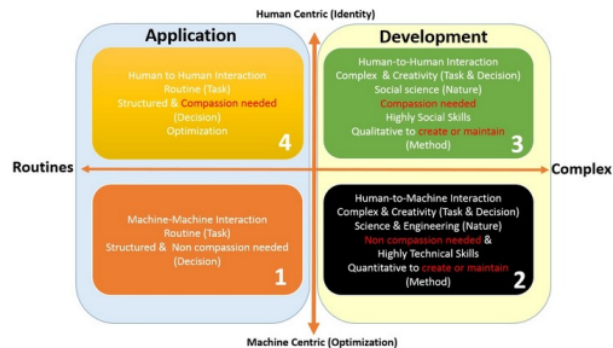 Human Centric (Identity)
Application
Development
Human to Human Interaction
Routine (Task)
Structured & Compassion needed
(Decision)
Optimization
4
Human-to-Human Interaction
Complex & Creativity (Task & Decision)
Social science (Nature)
Compassion needed
Highly Social Skills
Qualitative to create or maintain
(Method)
3
Routines
Complex
Machine-Machine Interaction
Routine (Task)
Structured & Non compassion needed
(Decision)
1
Human-to-Machine Interaction
Complex & Creativity (Task & Decision)
Science & Engineering (Nature)
Non compassion needed &
Highly Technical Skills
Quantitative to create or maintain
(Method)
2
Machine Centric (Optimization)